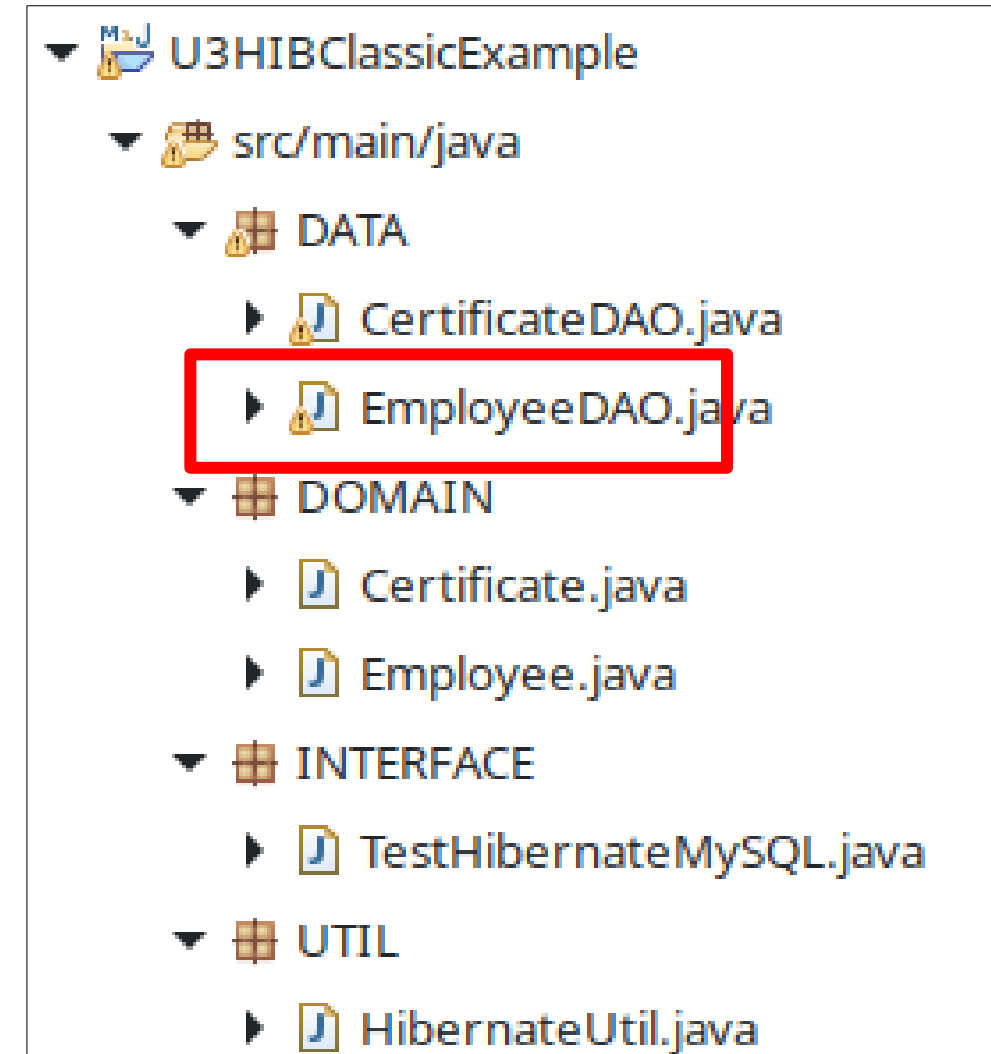 U3HIBClassicExample
src/main/java
DATA
CertificateDAO.java
EmployeeDAO.java
DOMAIN
Certificate.java
Employee.java
INTERFACE
TestHibernateMySQL.java
UTIL
HibernateUtil.java